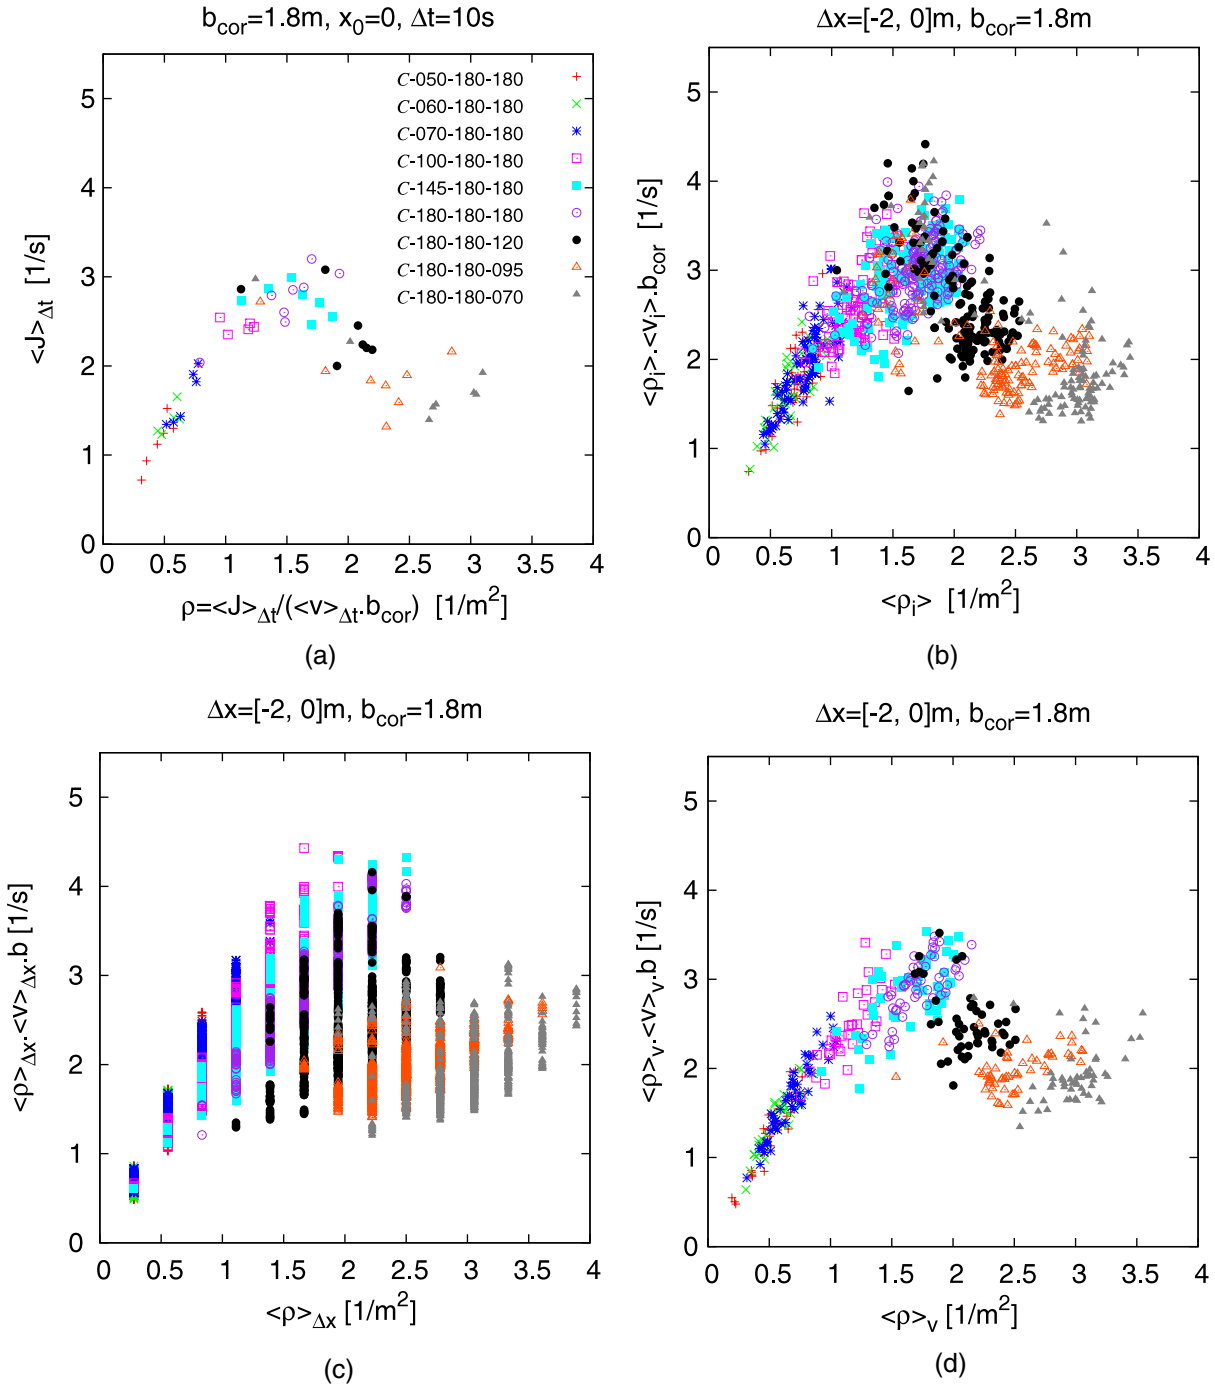 b_cor=1.8m, x_0=0, Δt=10s
5
4
3
2
1
0
<J>_Δt [1/s]
C-050-180-180
C-060-180-180
C-070-180-180
C-100-180-180
C-145-180-180
C-180-180-180
C-180-180-120
C-180-180-095
C-180-180-070
0 0.5 1 1.5 2 2.5 3 3.5 4
ρ=<J>_Δt/(<v>_Δt.b_cor) [1/m²]
(a)
Δx=[-2, 0]m, b_cor=1.8m
5
4
3
2
1
0
<ρ_i>.<v_i>.b_cor [1/s]
0 0.5 1 1.5 2 2.5 3 3.5 4
<ρ_i> [1/m²]
(b)
Δx=[-2, 0]m, b_cor=1.8m
5
4
3
2
1
0
<ρ>_Δx.<v>_Δx.b [1/s]
0 0.5 1 1.5 2 2.5 3 3.5 4
<ρ>_Δx [1/m²]
(c)
Δx=[-2, 0]m, b_cor=1.8m
5
4
3
2
1
0
<ρ>_v.<v>_v.b [1/s]
0 0.5 1 1.5 2 2.5 3 3.5 4
<ρ>_v [1/m²]
(d)